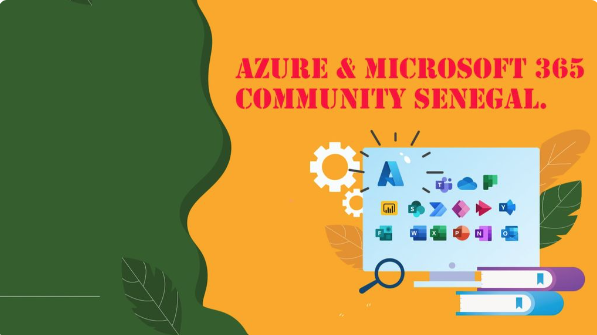 AZURE & MICROSOFT 365
COMMUNITY SENEGAL.